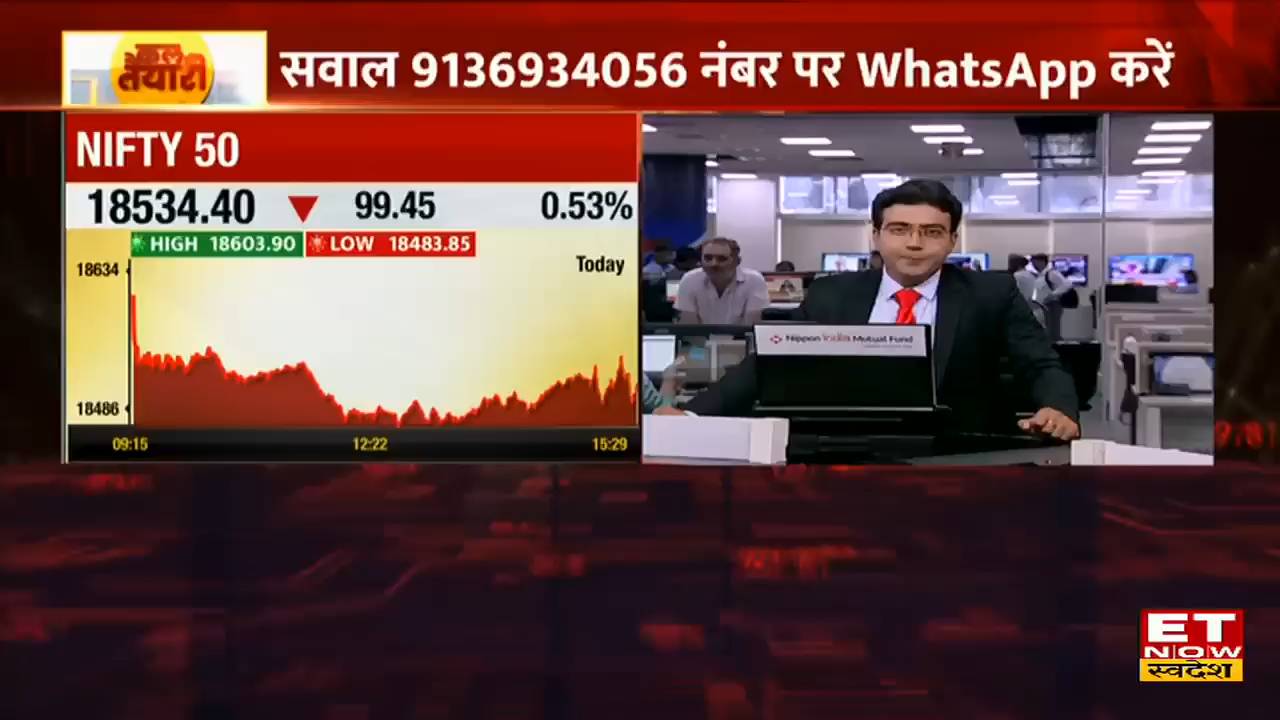 कल की
तैयारी
सवाल 9136934056 नंबर पर WhatsApp करें
NIFTY 50
18534.40 99.45 0.53%
HIGH 18603.90 LOW 18483.85
Today
18634
18486
09:15 12:22 15:29
Nippon india Mutual Fund
ET
NOW
स्वदेश